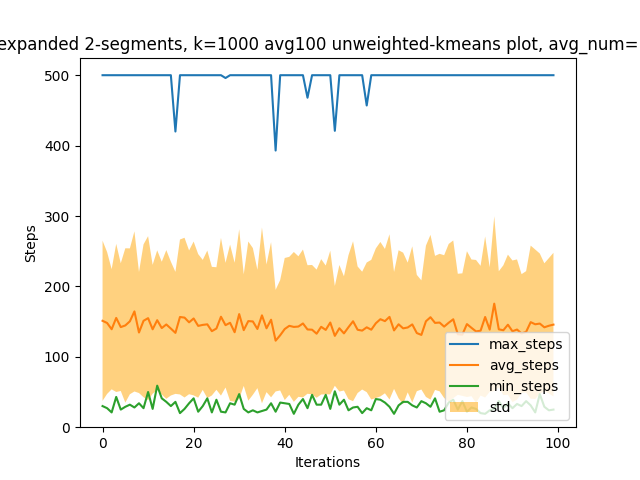 expanded 2-segments, k=1000 avg100 unweighted-kmeans plot, avg_num=
500
400
300
200
100
0
Steps
max_steps
avg_steps
min_steps
std
0 20 40 60 80 100
Iterations